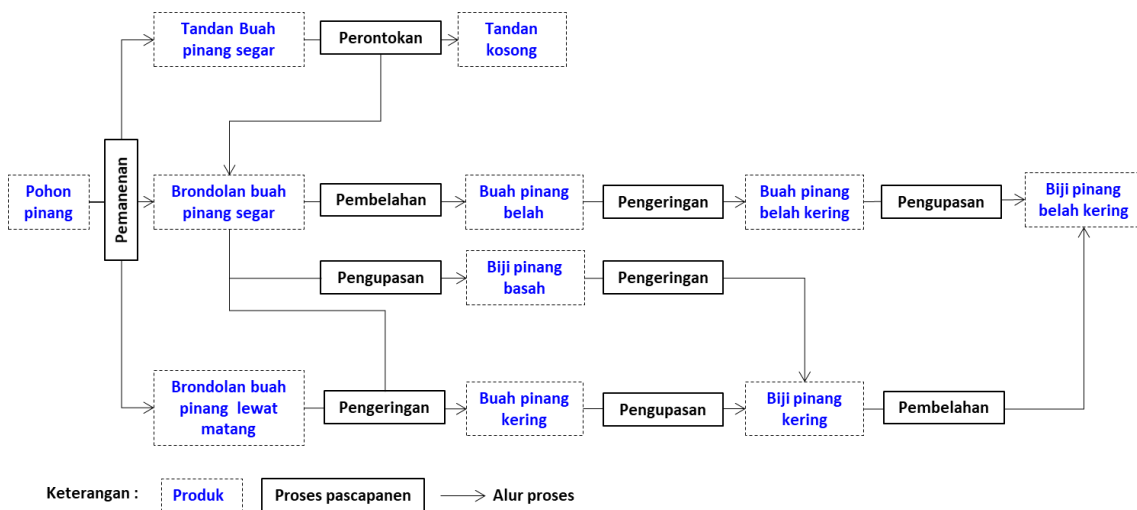 Tandan Buah
pinang segar
Perontokan
Tandan
kosong
Pemanenan
Pohon
pinang
Brondolan buah
pinang segar
Pembelahan
Buah pinang
belah
Pengeringan
Buah pinang
belah kering
Pengupasan
Biji pinang
belah kering
Pengupasan
Biji pinang
basah
Pengeringan
Brondolan buah
pinang lewat
matang
Pengeringan
Buah pinang
kering
Pengupasan
Biji pinang
kering
Pembelahan
Keterangan :
Produk
Proses pascapanen
Alur proses